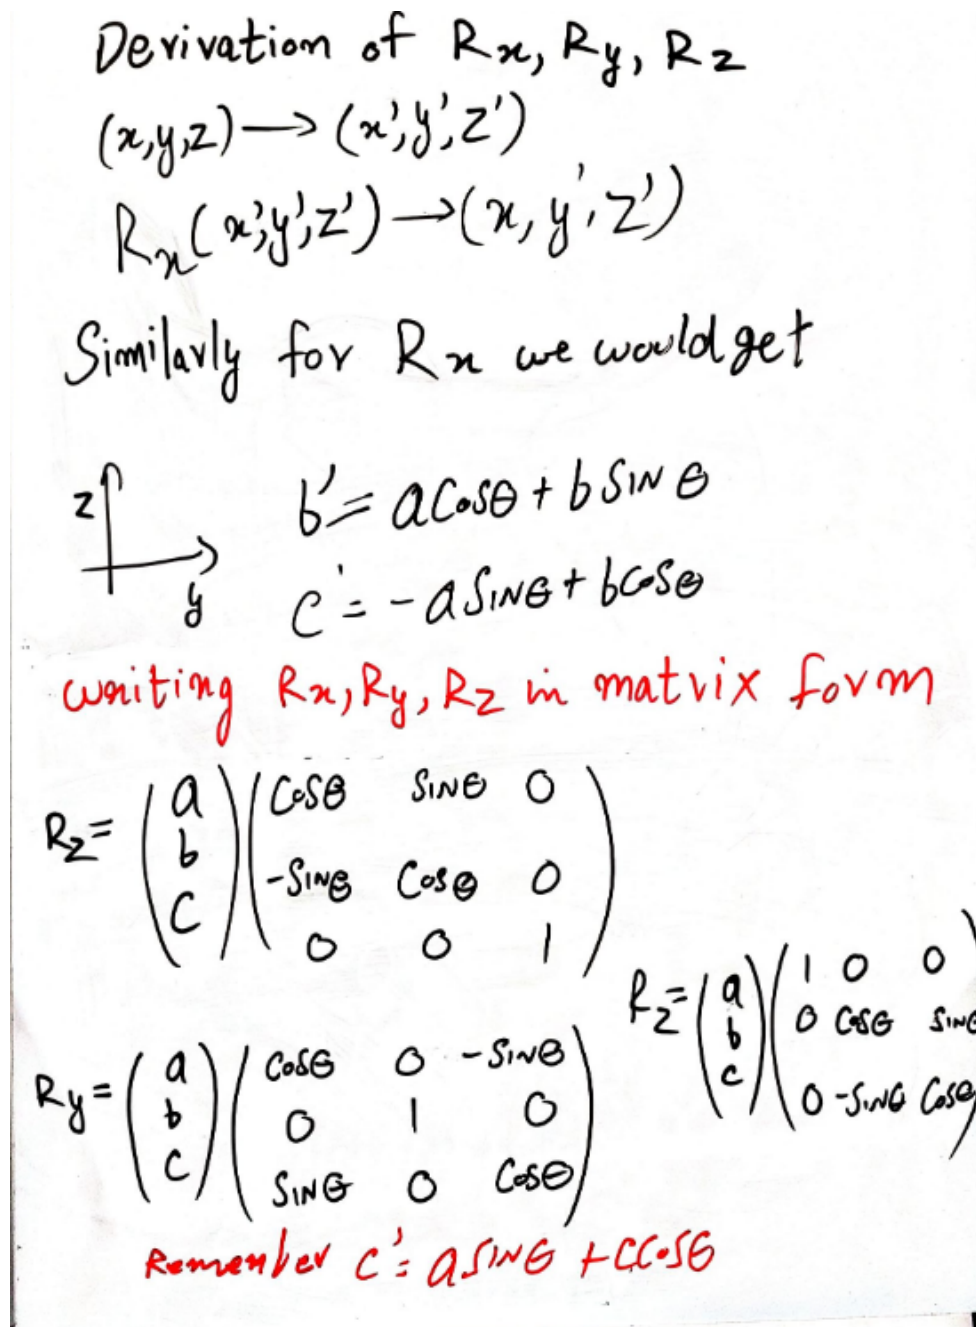 Derivation of Rx, Ry, Rz
(x,y,z) → (x',y',z')
Rx(x',y',z') → (x, y', z')
Similarly for Rx we would get
z
b' = a Cosθ + b SINθ
y
c' = -a SINθ + b Cosθ
writing Rx, Ry, Rz in matrix form
a Cosθ SINθ 0
Rz =
b -SINθ Cosθ 0
c 0 0 1
Rz =
a 1 0 0
b 0 Cosθ SINθ
c 0 -SINθ Cosθ
a Cosθ 0 -SINθ
Ry =
b 0 1 0
c SINθ 0 Cosθ
Remember c' = a SINθ + c Cosθ